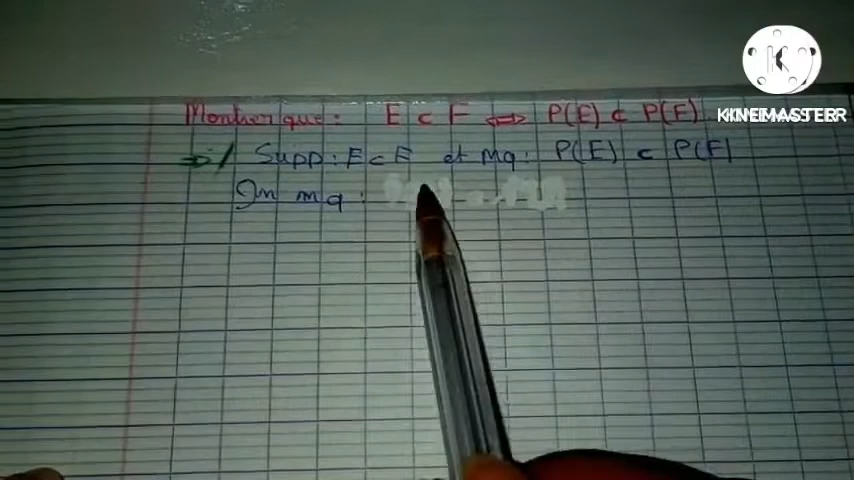 Montrer que : E ⊂ F ⟺ P(E) ⊂ P(F)
⇒ / Supp : E ⊂ F et Mq : P(E) ⊂ P(F)
On mq :
K
KINEMASTER